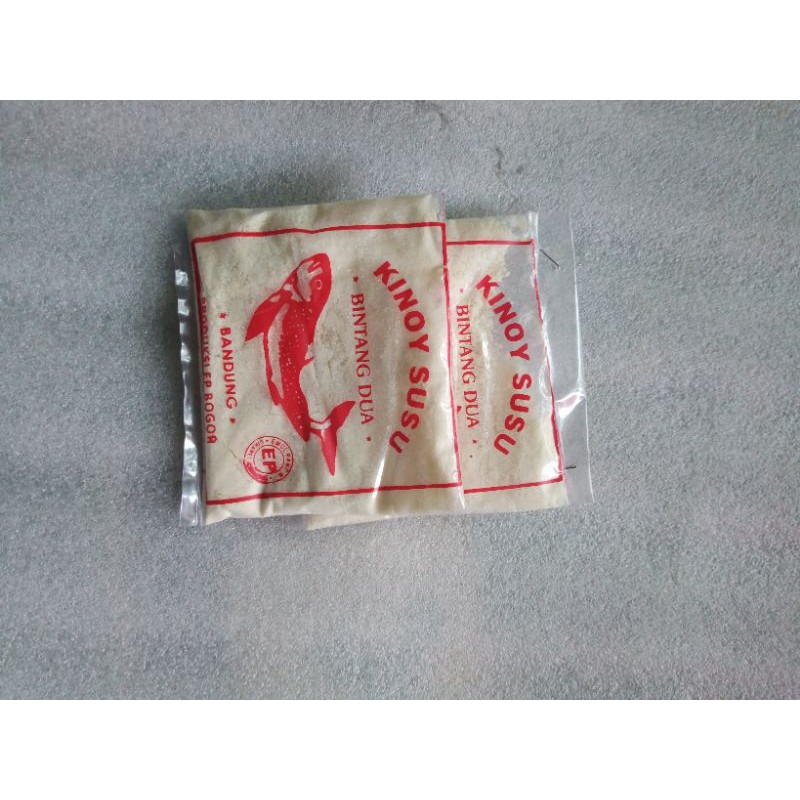 KINOY SUSU
* BINTANG DUA *
* BANDUNG *
PRODUKSI EP BOGOR
EP
KINOY SUSU
* BINTANG DUA